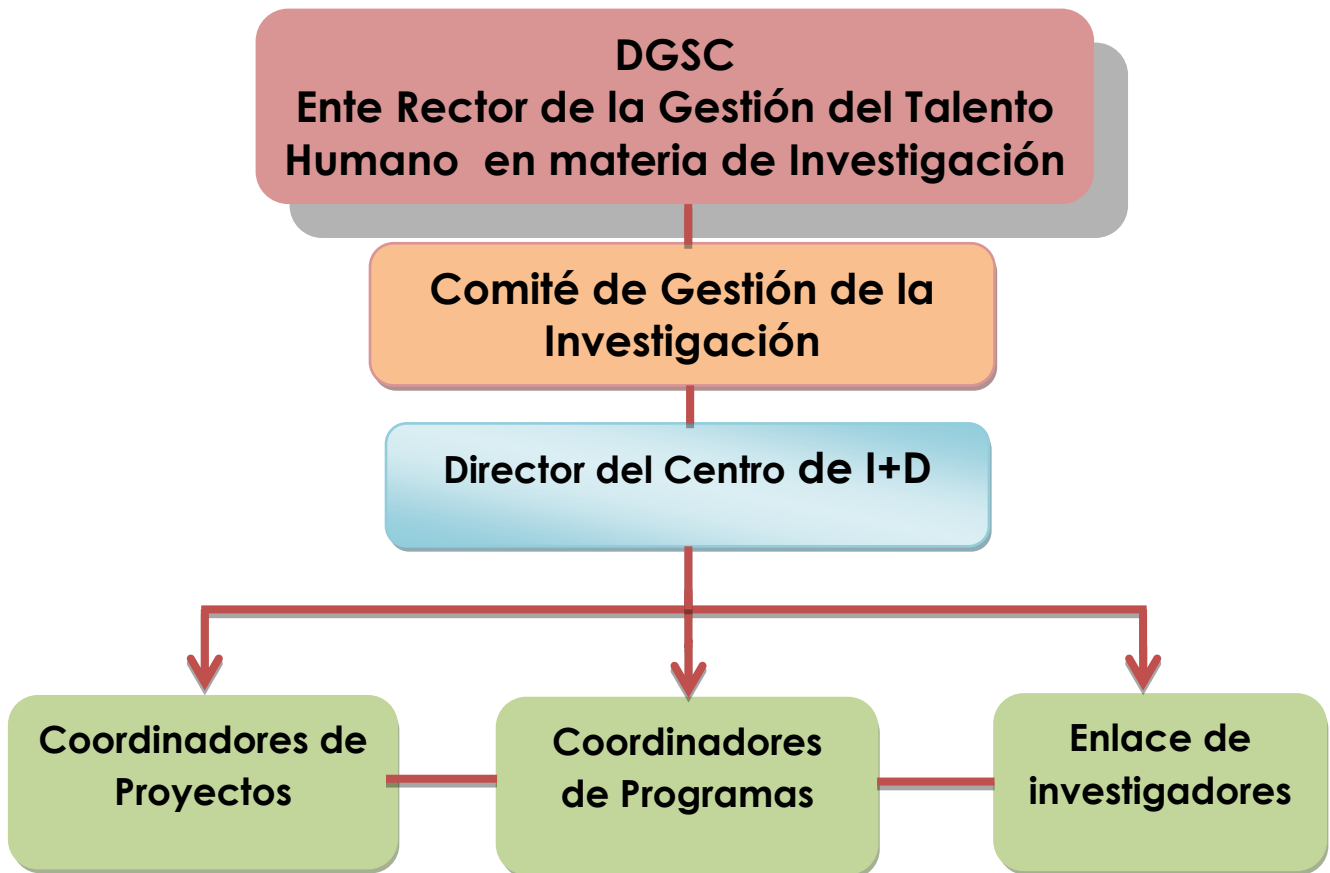 DGSC
Ente Rector de la Gestión del Talento
Humano  en materia de Investigación
Comité de Gestión de la
Investigación
Director del Centro de I+D
Coordinadores de
Proyectos
Coordinadores
de Programas
Enlace de
investigadores